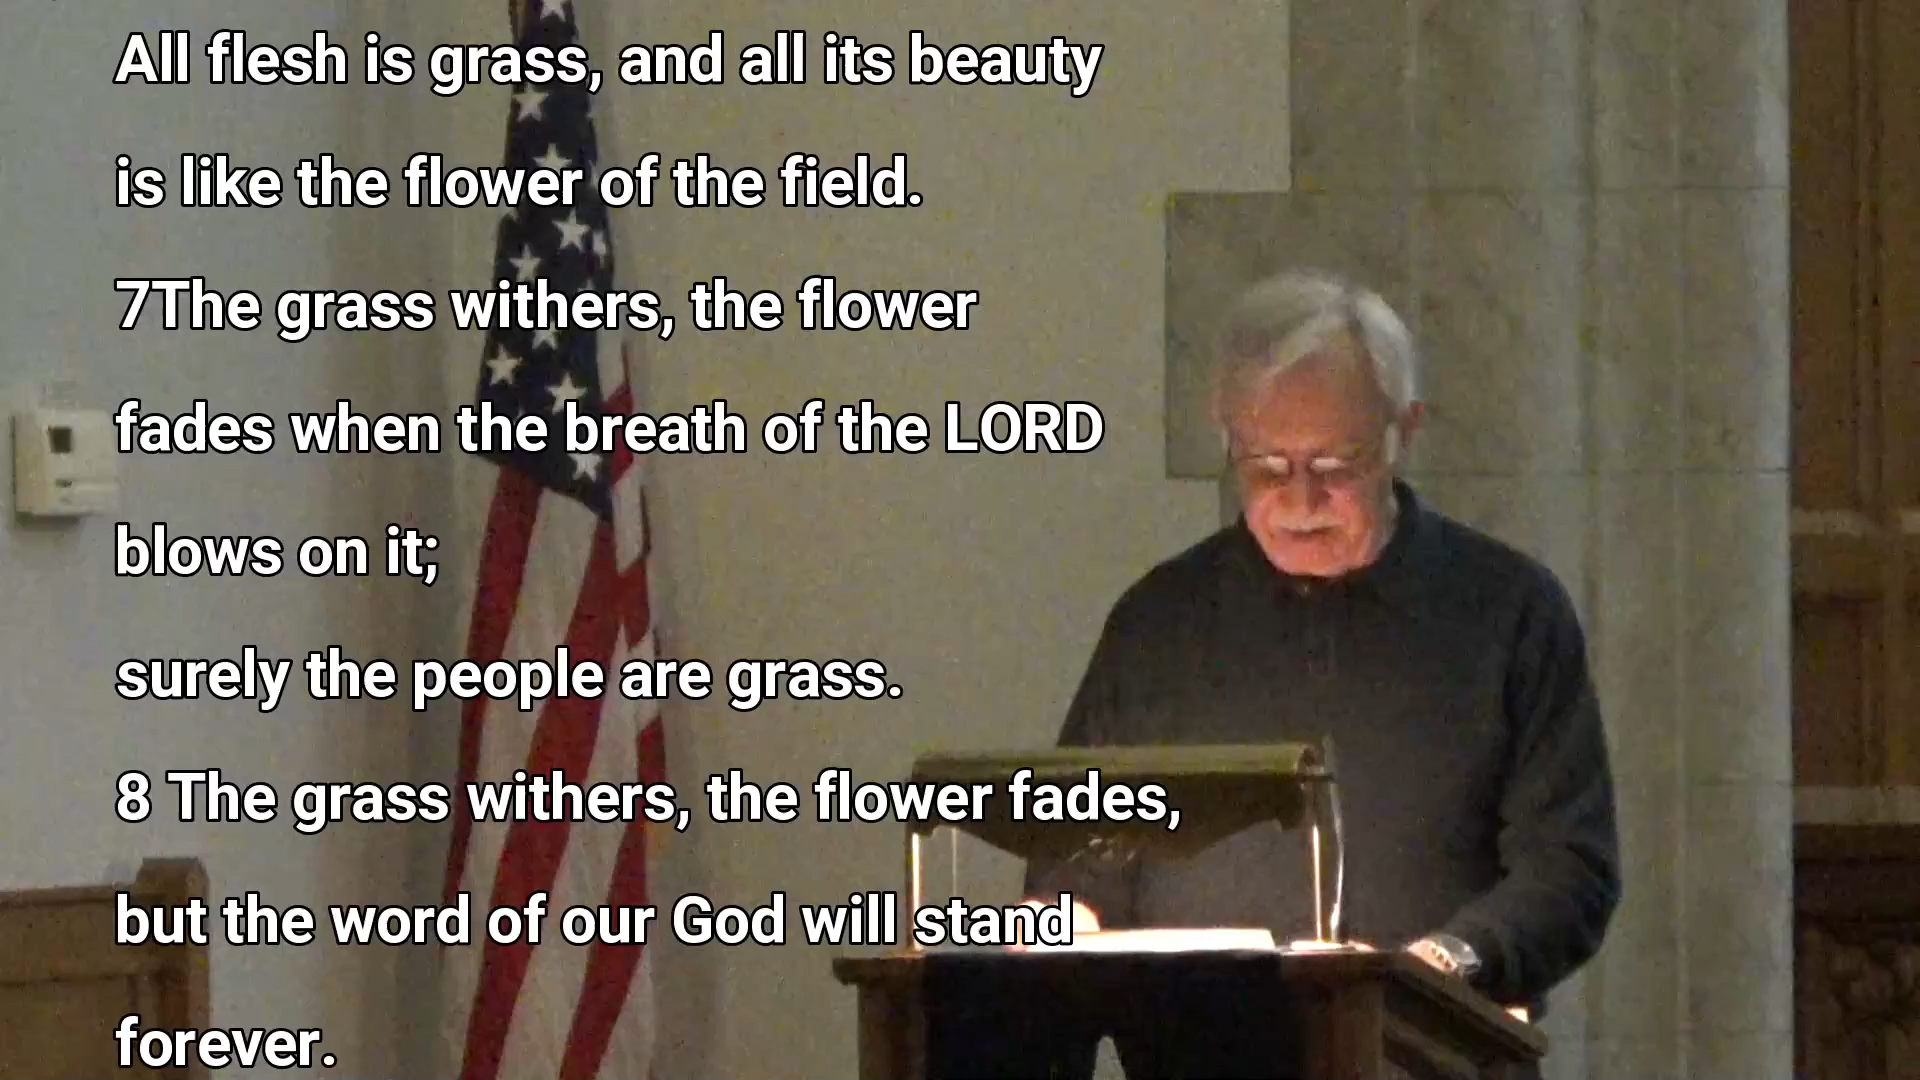 All flesh is grass, and all its beauty
is like the flower of the field.
7The grass withers, the flower
fades when the breath of the LORD
blows on it;
surely the people are grass.
8 The grass withers, the flower fades,
but the word of our God will stand
forever.